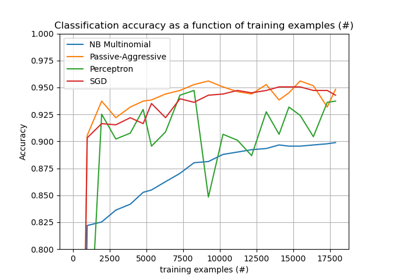 Classification accuracy as a function of training examples (#)
1.000
0.975
0.950
0.925
0.900
0.875
0.850
0.825
0.800
Accuracy
NB Multinomial
Passive-Aggressive
Perceptron
SGD
0 2500 5000 7500 10000 12500 15000 17500
training examples (#)